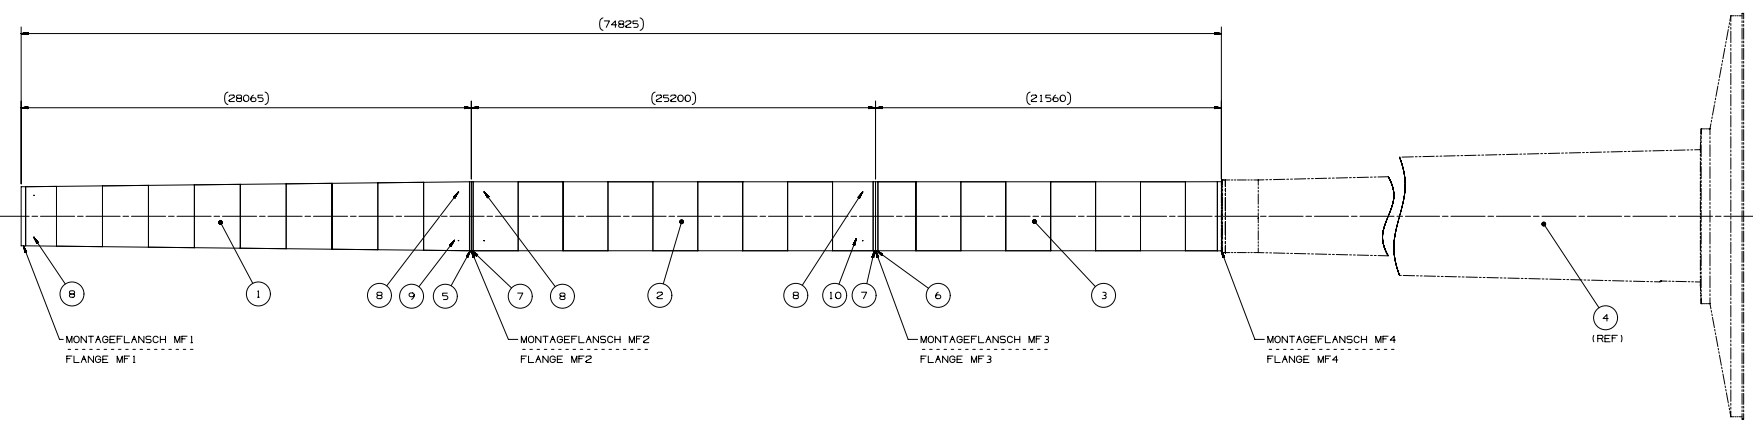 (74825)
(28065)
(25200)
(21560)
8
1
8
9
5
7
8
2
8
10
7
6
3
4
(REF)
MONTAGEFLANSCH MF1
FLANGE MF1
MONTAGEFLANSCH MF2
FLANGE MF2
MONTAGEFLANSCH MF3
FLANGE MF3
MONTAGEFLANSCH MF4
FLANGE MF4